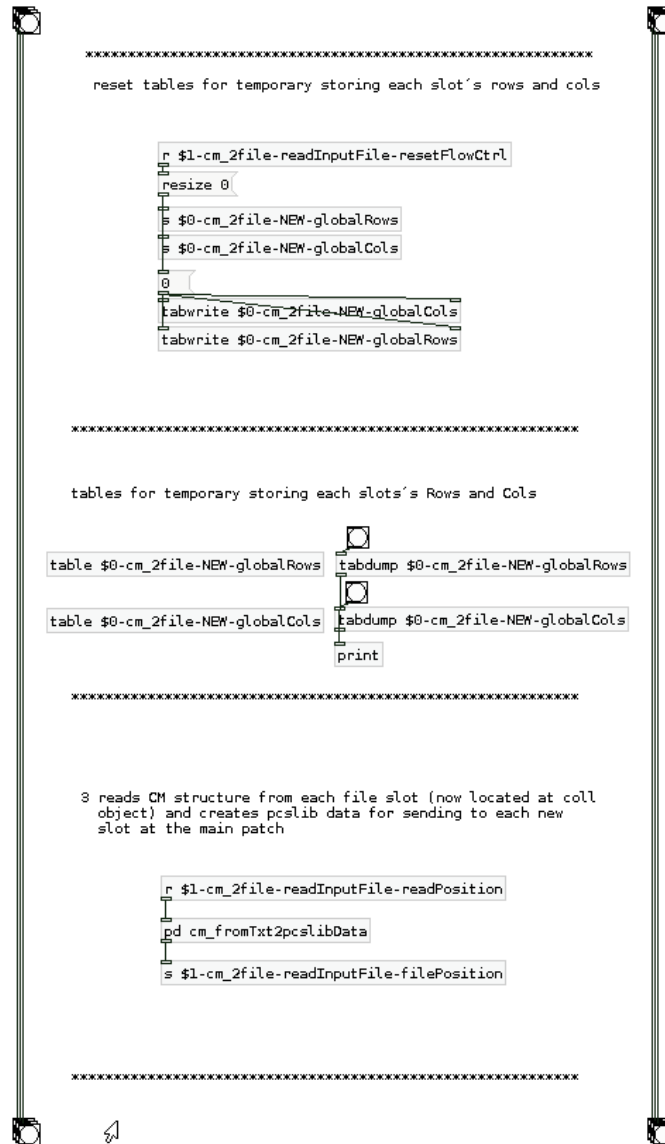 ************************************************************
reset tables for temporary storing each slot´s rows and cols
r $1-cm_2file-readInputFile-resetFlowCtrl
resize 0
s $0-cm_2file-NEW-globalRows
s $0-cm_2file-NEW-globalCols
0
tabwrite $0-cm_2file-NEW-globalCols
tabwrite $0-cm_2file-NEW-globalRows
************************************************************
tables for temporary storing each slots´s Rows and Cols
table $0-cm_2file-NEW-globalRows tabdump $0-cm_2file-NEW-globalRows
table $0-cm_2file-NEW-globalCols tabdump $0-cm_2file-NEW-globalCols
print
************************************************************
3 reads CM structure from each file slot (now located at coll
object) and creates pcslib data for sending to each new
slot at the main patch
r $1-cm_2file-readInputFile-readPosition
pd cm_fromTxt2pcslibData
s $1-cm_2file-readInputFile-filePosition
************************************************************